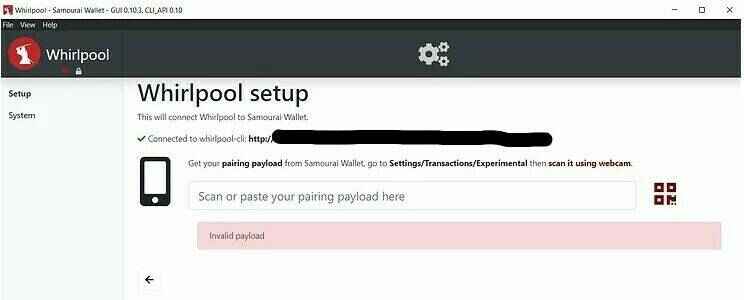 Whirlpool - Samourai Wallet - GUI 0.10.3, CLI_API 0.10
File View Help
Whirlpool
Setup
System
Whirlpool setup
This will connect Whirlpool to Samourai Wallet.
Connected to whirlpool-cli: http:/
Get your pairing payload from Samourai Wallet, go to Settings/Transactions/Experimental then scan it using webcam.
Scan or paste your pairing payload here
Invalid payload